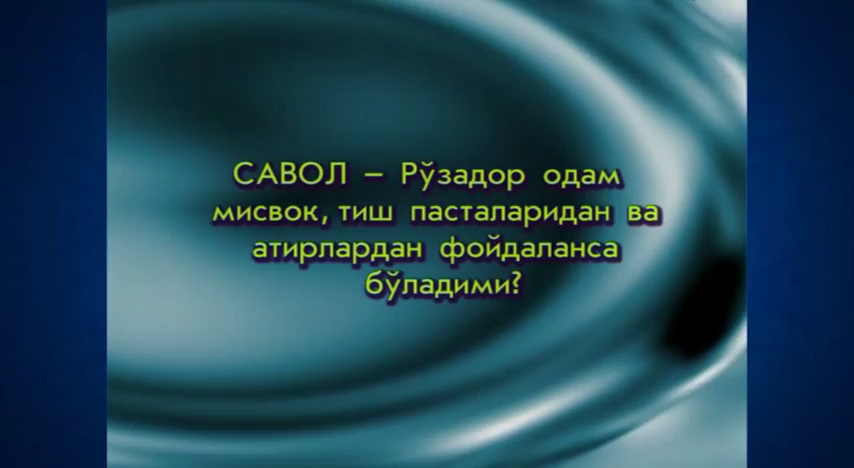 САВОЛ – Рўзадор одам
мисвок, тиш пасталаридан ва
атирлардан фойдаланса
бўладими?